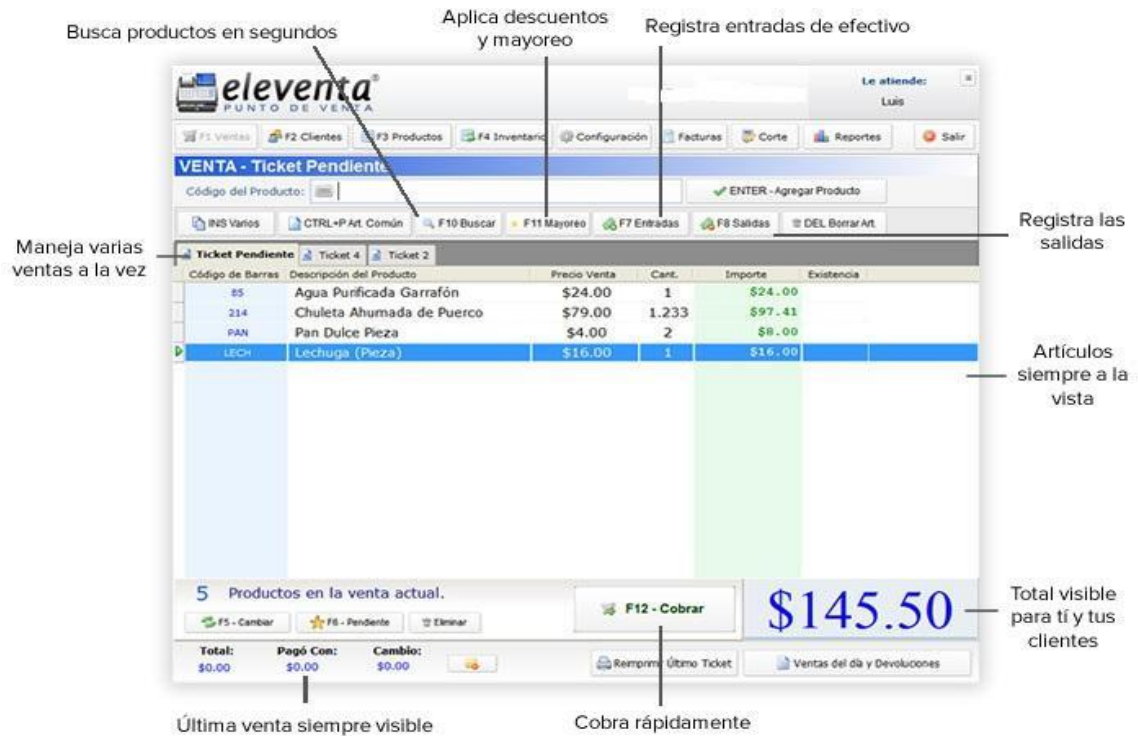 Busca productos en segundos
Aplica descuentos
y mayoreo
Registra entradas de efectivo
eleventa®
PUNTO DE VENTA
Le atiende:
Luis
F1 Ventas
F2 Clientes
F3 Productos
F4 Inventario
Configuración
Facturas
Corte
Reportes
Salir
VENTA - Ticket Pendiente
Código del Producto:
ENTER - Agregar Producto
INS Varios
CTRL+P Art. Común
F10 Buscar
F11 Mayoreo
F7 Entradas
F8 Salidas
DEL Borrar Art.
Registra las
salidas
Maneja varias
ventas a la vez
Ticket Pendiente
Ticket 4
Ticket 2
Código de Barras Descripción del Producto Precio Venta Cant. Importe Existencia
85 Agua Purificada Garrafón $24.00 1 $24.00
214 Chuleta Ahumada de Puerco $79.00 1.233 $97.41
PAN Pan Dulce Pieza $4.00 2 $8.00
LECH Lechuga (Pieza) $16.00 1 $16.00
Artículos
siempre a la
vista
5 Productos en la venta actual.
F5 - Cambiar
F6 - Pendiente
Eliminar
F12 - Cobrar
$145.50
Total visible
para tí y tus
clientes
Total: Pagó Con: Cambio:
$0.00 $0.00 $0.00
Reimprimir Último Ticket
Ventas del día y Devoluciones
Última venta siempre visible
Cobra rápidamente